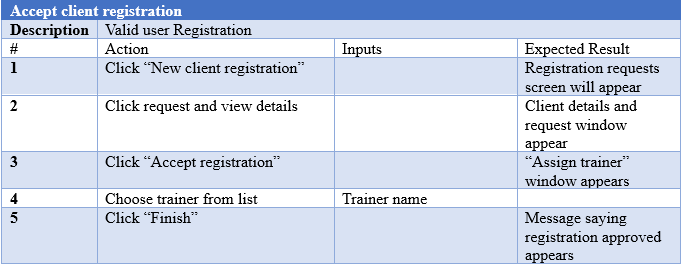 Accept client registration
Description Valid user Registration
# Action Inputs Expected Result
1 Click “New client registration” Registration requests
screen will appear
2 Click request and view details Client details and
request window
appear
3 Click “Accept registration” “Assign trainer”
window appears
4 Choose trainer from list Trainer name
5 Click “Finish” Message saying
registration approved
appears